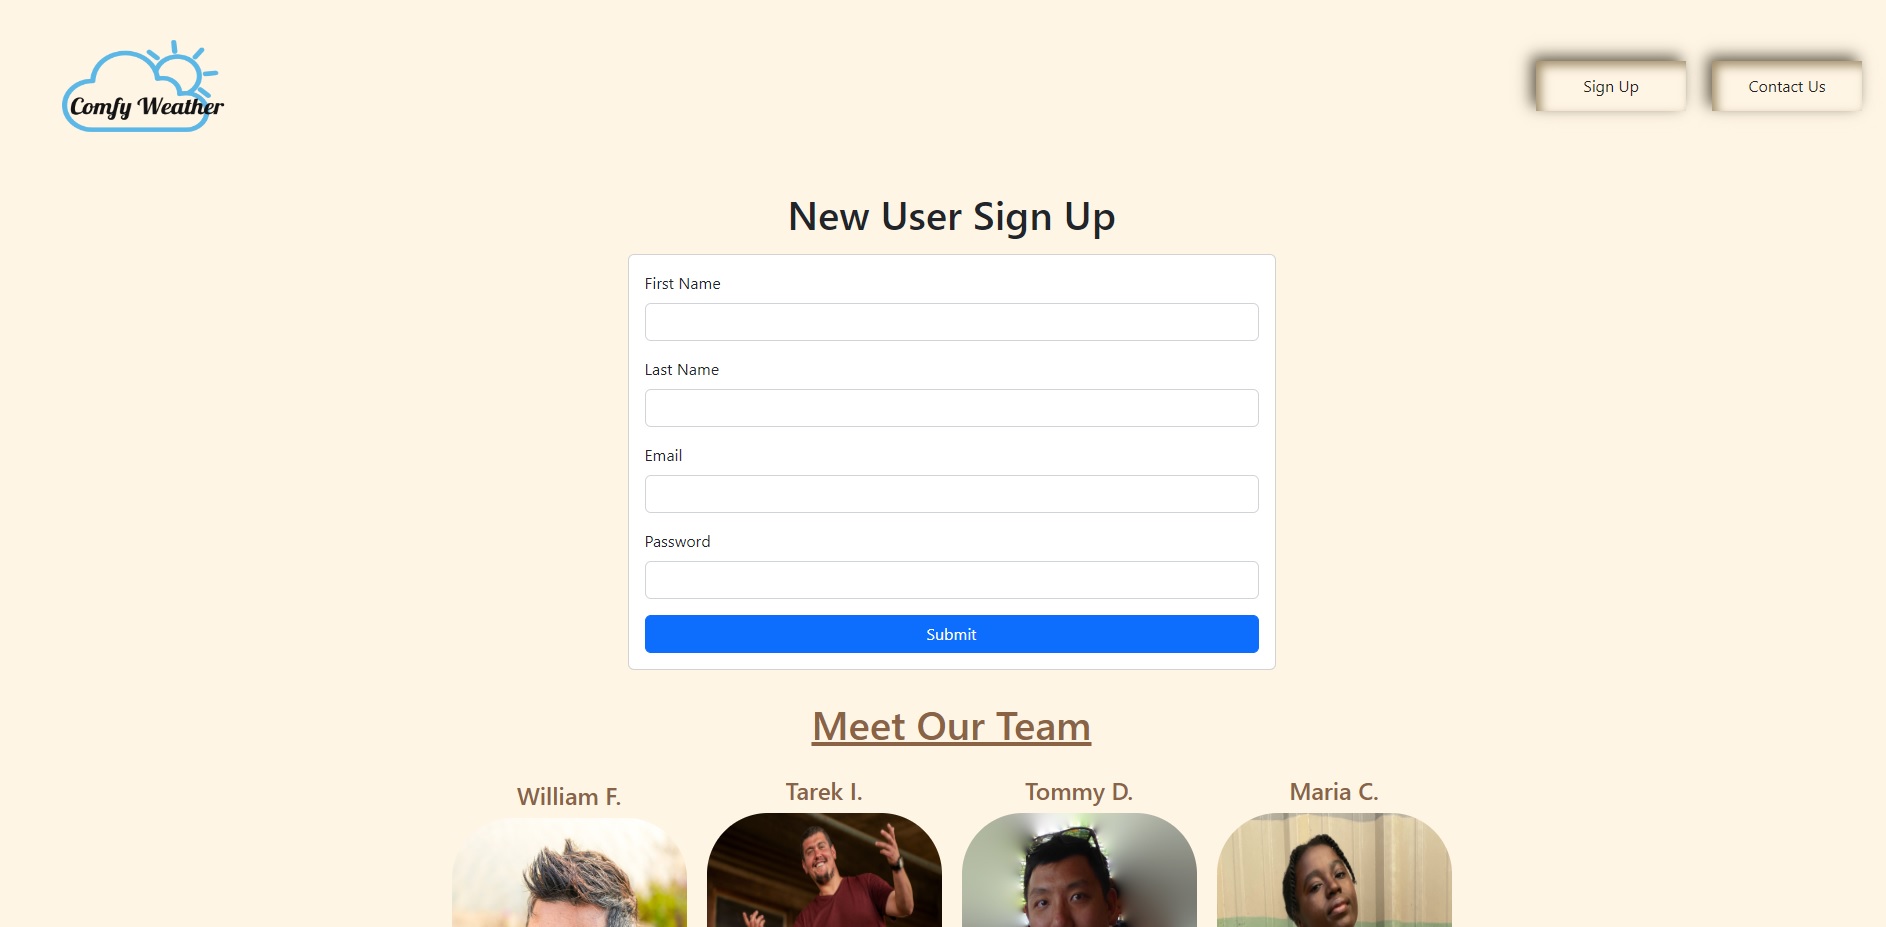 Comfy Weather
Sign Up
Contact Us
New User Sign Up
First Name
Last Name
Email
Password
Submit
Meet Our Team
William F.
Tarek I.
Tommy D.
Maria C.